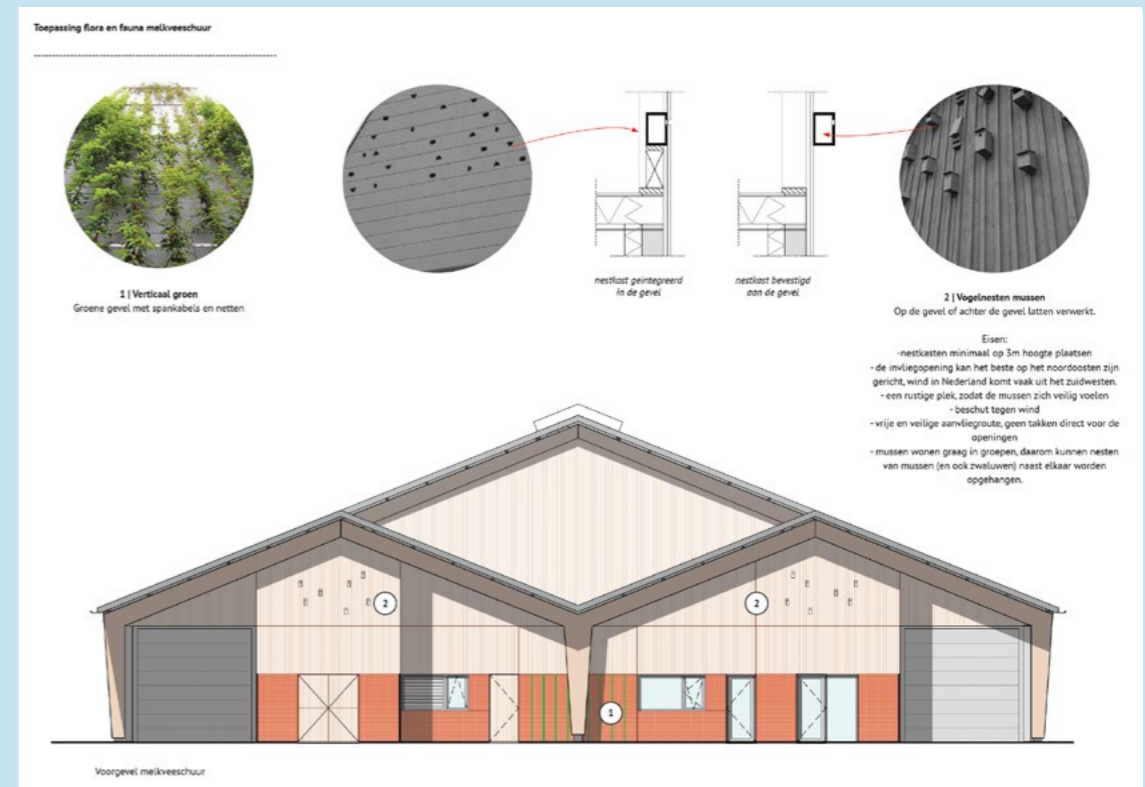 Toepassing flora en fauna melkveeschuur
1 | Verticaal groen
Groene gevel met spankabels en netten
nestkast geintegreerd
in de gevel
nestkast bevestigd
aan de gevel
2 | Vogelnesten mussen
Op de gevel of achter de gevel latten verwerkt.
Eisen:
-nestkasten minimaal op 3m hoogte plaatsen
- de invliegopening kan het beste op het noordoosten zijn
gericht, wind in Nederland komt vaak uit het zuidwesten.
- een rustige plek, zodat de mussen zich veilig voelen
- beschut tegen wind
- vrije en veilige aanvliegroute, geen takken direct voor de
openingen
- mussen wonen graag in groepen, daarom kunnen nesten
van mussen (en ook zwaluwen) naast elkaar worden
opgehangen.
2
2
1
Voorgevel melkveeschuur